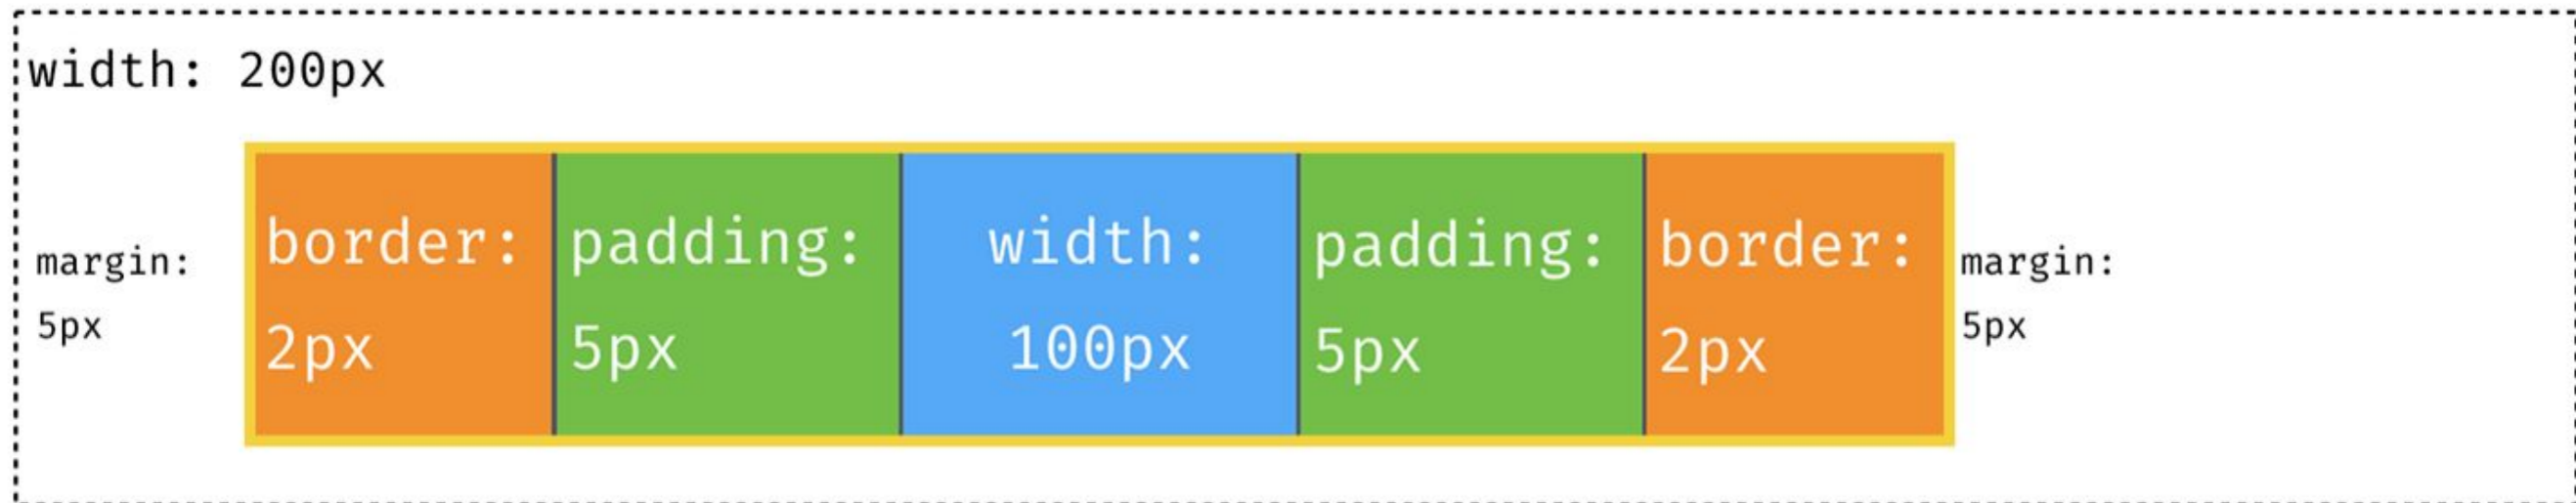 width: 200px
margin:
5px
border:
2px
padding:
5px
width:
100px
padding:
5px
border:
2px
margin:
5px